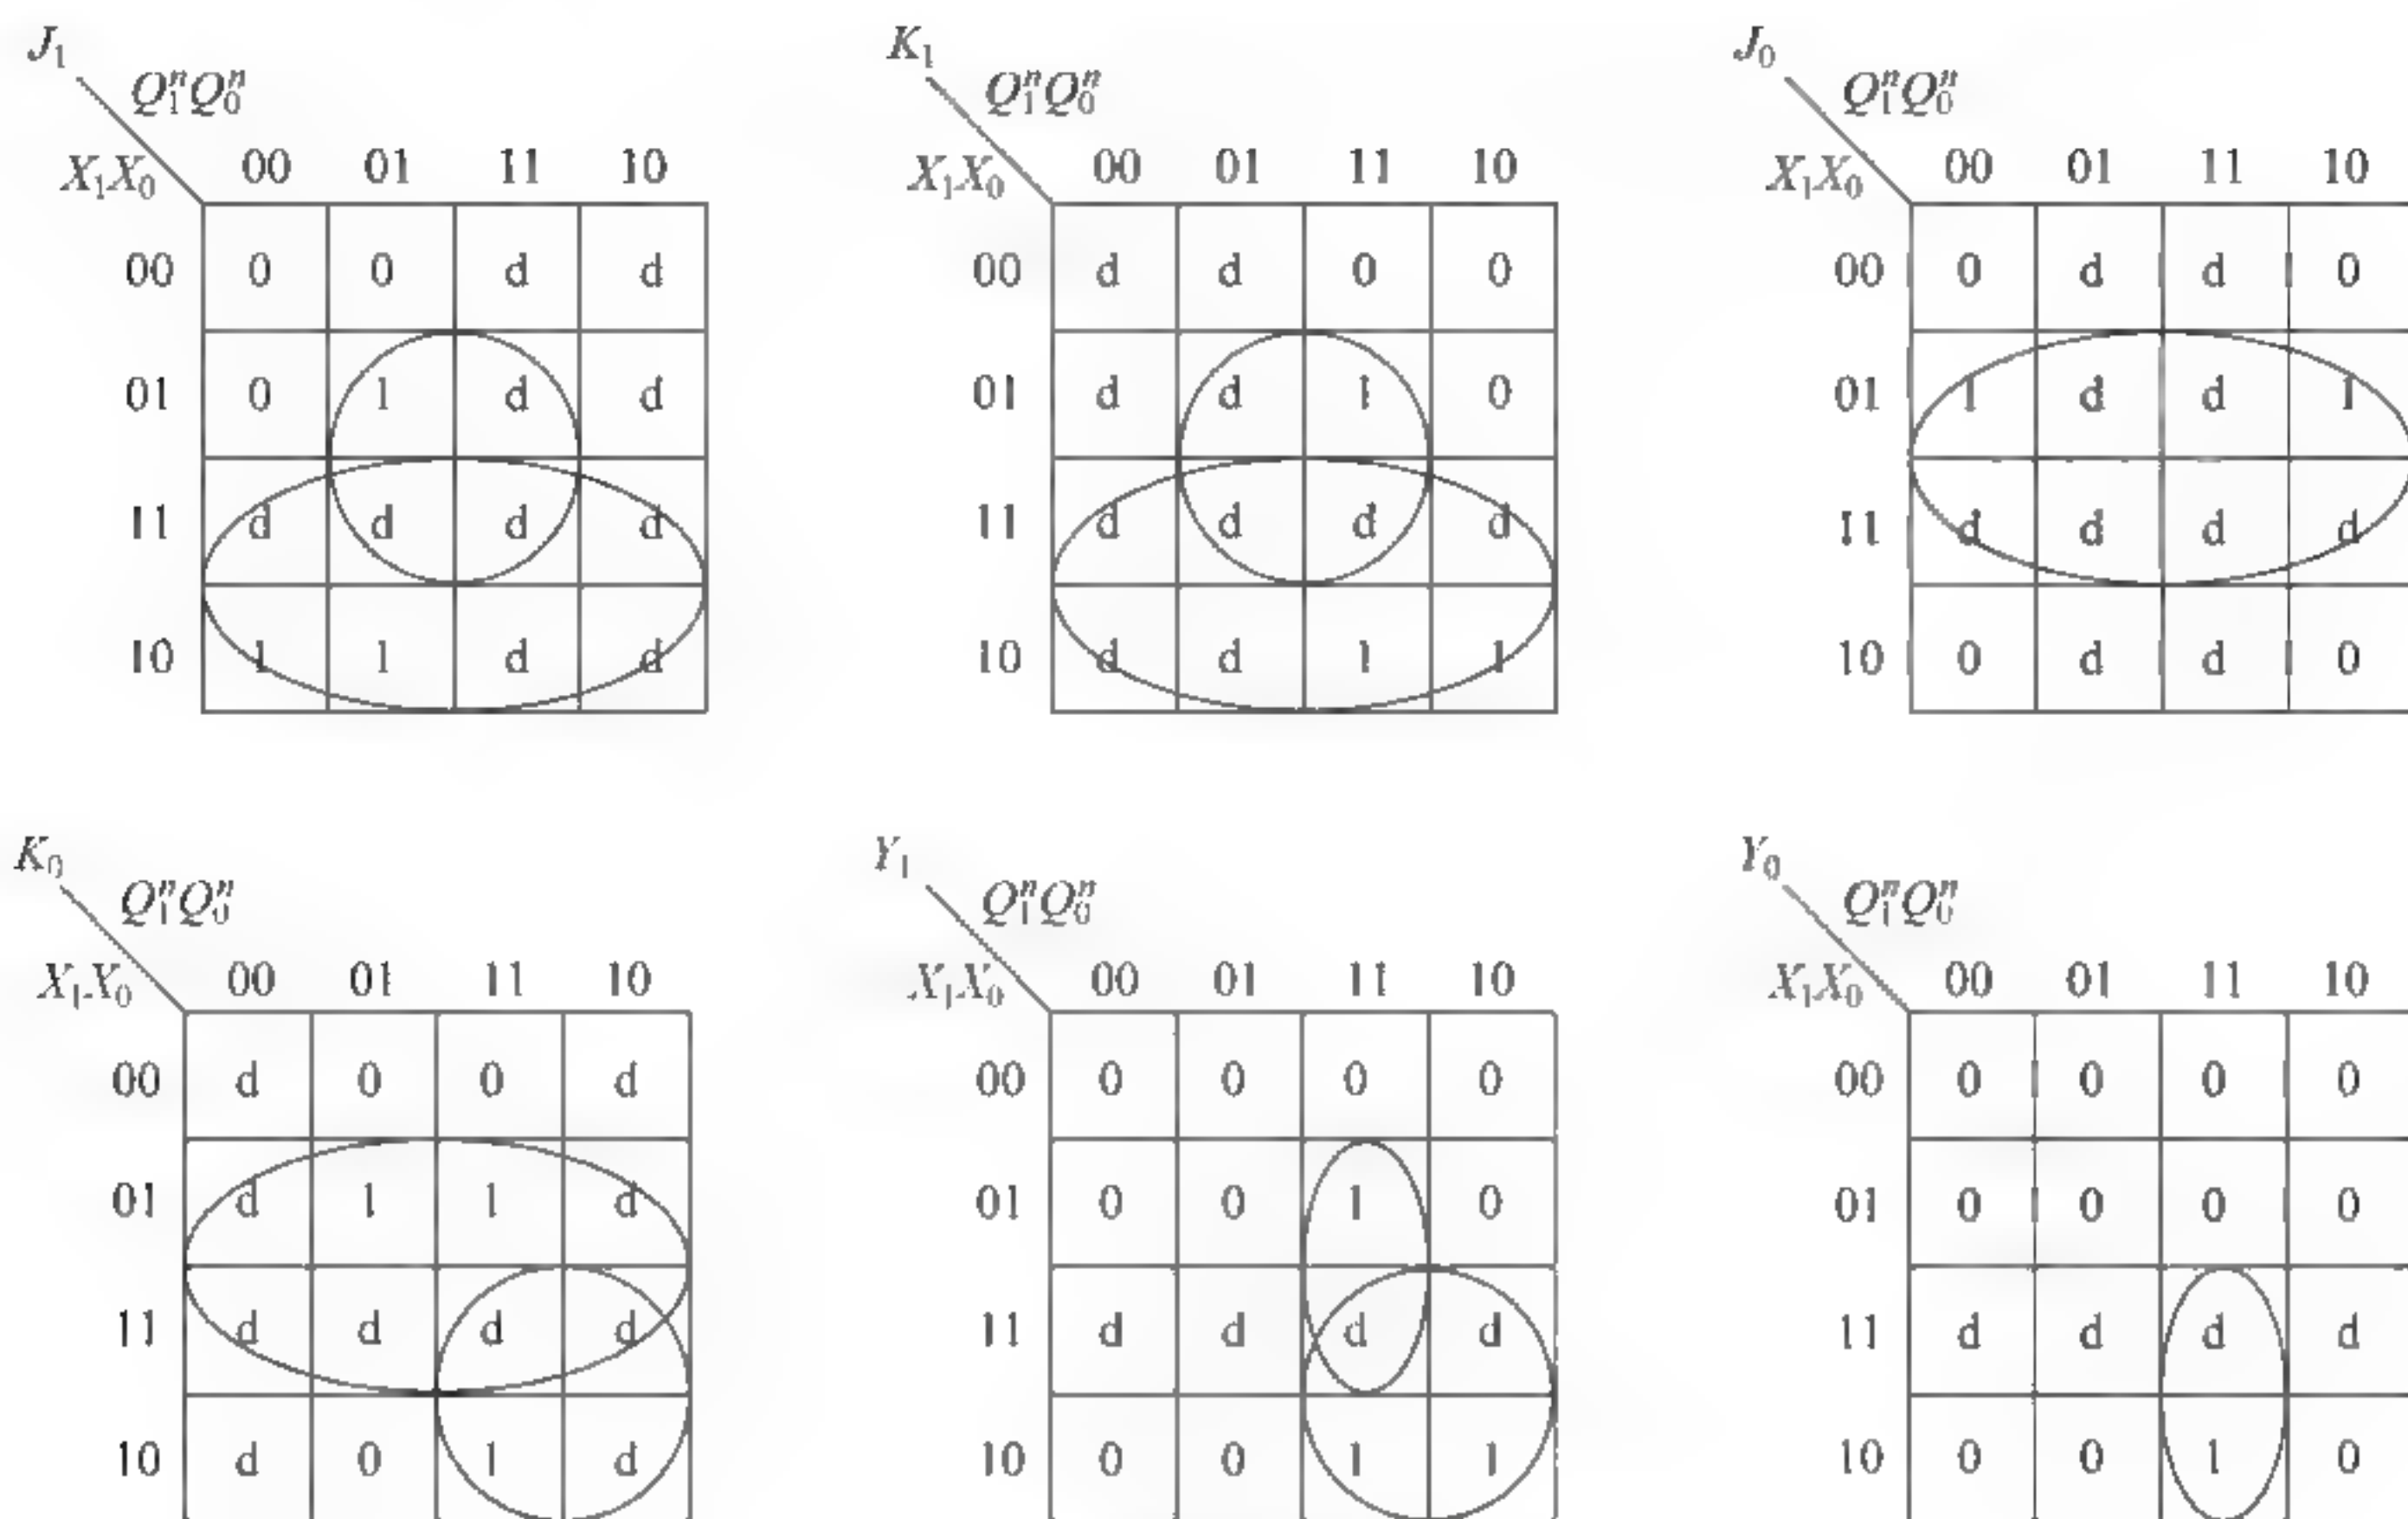 J₁ K₁ J₀
Q₁ⁿQ₀ⁿ Q₁ⁿQ₀ⁿ Q₁ⁿQ₀ⁿ
X₁X₀ 00 01 11 10 X₁X₀ 00 01 11 10 X₁X₀ 00 01 11 10
00 0 0 d d 00 d d 0 0 00 0 d d 0
01 0 1 d d 01 d d 1 0 01 1 d d 1
11 d d d d 11 d d d d 11 d d d d
10 1 1 d d 10 d d 1 1 10 0 d d 0
K₀ Y₁ Y₀
Q₁ⁿQ₀ⁿ Q₁ⁿQ₀ⁿ Q₁ⁿQ₀ⁿ
X₁X₀ 00 01 11 10 X₁X₀ 00 01 11 10 X₁X₀ 00 01 11 10
00 d 0 0 d 00 0 0 0 0 00 0 0 0 0
01 d 1 1 d 01 0 0 1 0 01 0 0 0 0
11 d d d d 11 d d d d 11 d d d d
10 d 0 1 d 10 0 0 1 1 10 0 0 1 0